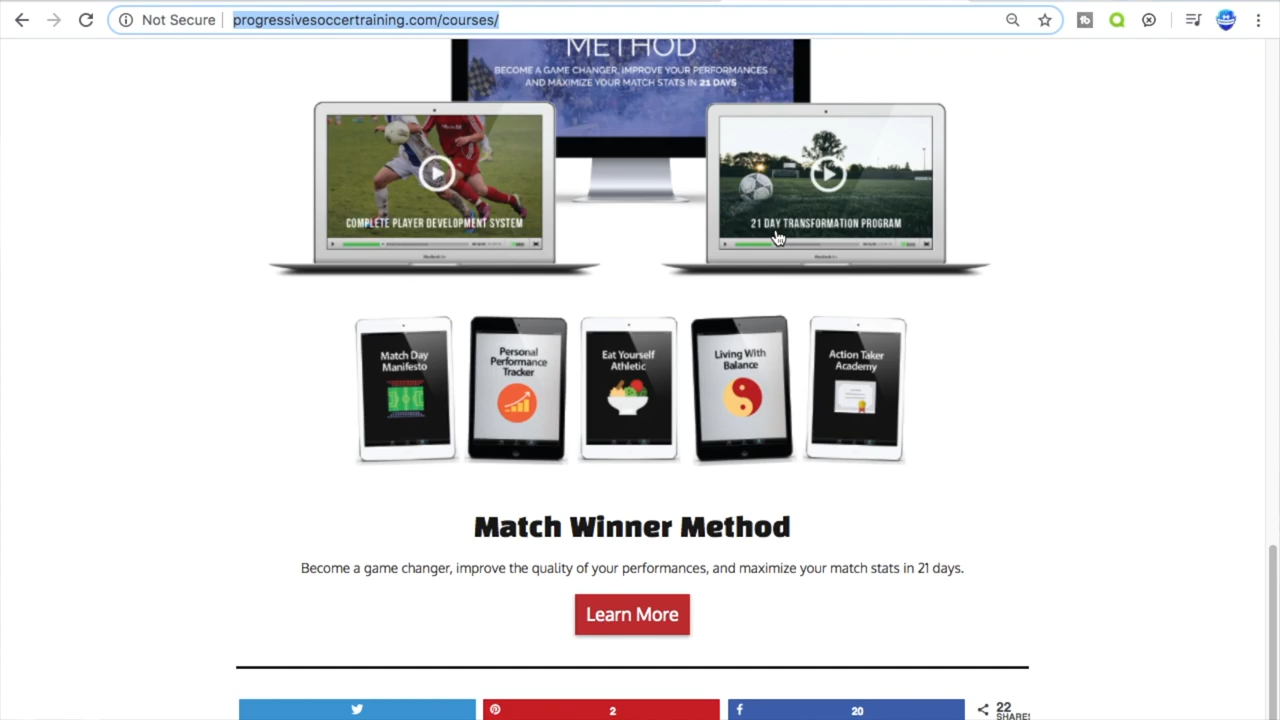 Not Secure
progressivesoccertraining.com/courses/
METHOD
BECOME A GAME CHANGER, IMPROVE YOUR PERFORMANCES
AND MAXIMIZE YOUR MATCH STATS IN 21 DAYS
COMPLETE PLAYER DEVELOPMENT SYSTEM
21 DAY TRANSFORMATION PROGRAM
Match Day
Manifesto
Personal
Performance
Tracker
Eat Yourself
Athletic
Living With
Balance
Action Taker
Academy
Match Winner Method
Become a game changer, improve the quality of your performances, and maximize your match stats in 21 days.
Learn More
2
20
22
SHARES